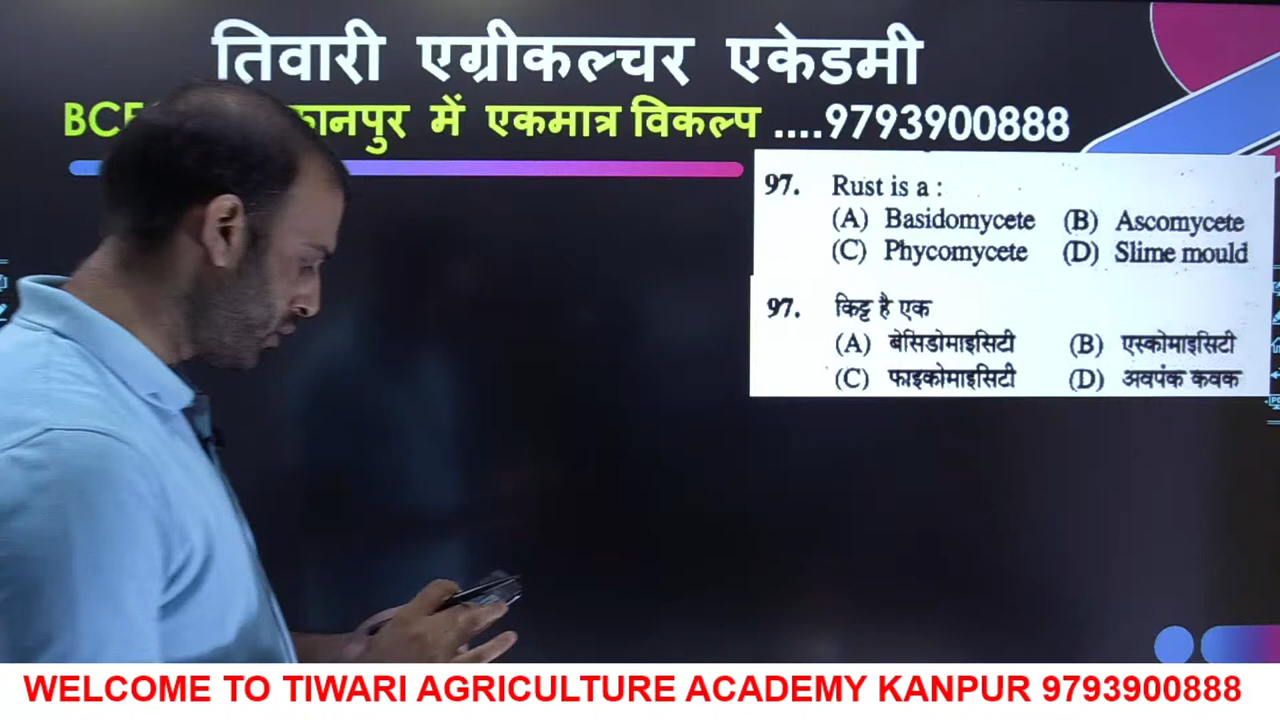 तिवारी एग्रीकल्चर एकेडमी
कानपुर में एकमात्र विकल्प ....9793900888
97. Rust is a :
(A) Basidomycete (B) Ascomycete
(C) Phycomycete (D) Slime mould
97. किट्ट है एक
(A) बेसिडोमाइसिटी (B) एस्कोमाइसिटी
(C) फाइकोमाइसिटी (D) अवपंक कवक
WELCOME TO TIWARI AGRICULTURE ACADEMY KANPUR 9793900888